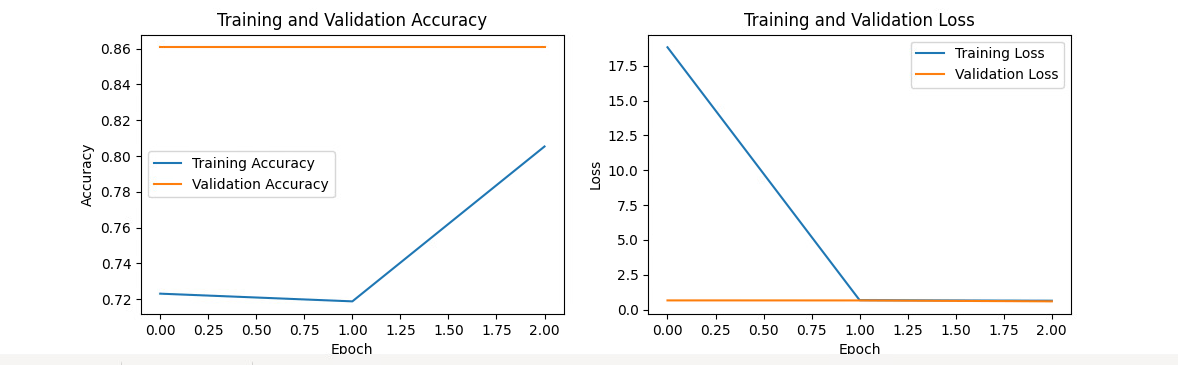 Training and Validation Accuracy
Accuracy
0.86
0.84
0.82
0.80
0.78
0.76
0.74
0.72
Training Accuracy
Validation Accuracy
0.00 0.25 0.50 0.75 1.00 1.25 1.50 1.75 2.00
Epoch
Training and Validation Loss
Loss
17.5
15.0
12.5
10.0
7.5
5.0
2.5
0.0
Training Loss
Validation Loss
0.00 0.25 0.50 0.75 1.00 1.25 1.50 1.75 2.00
Epoch